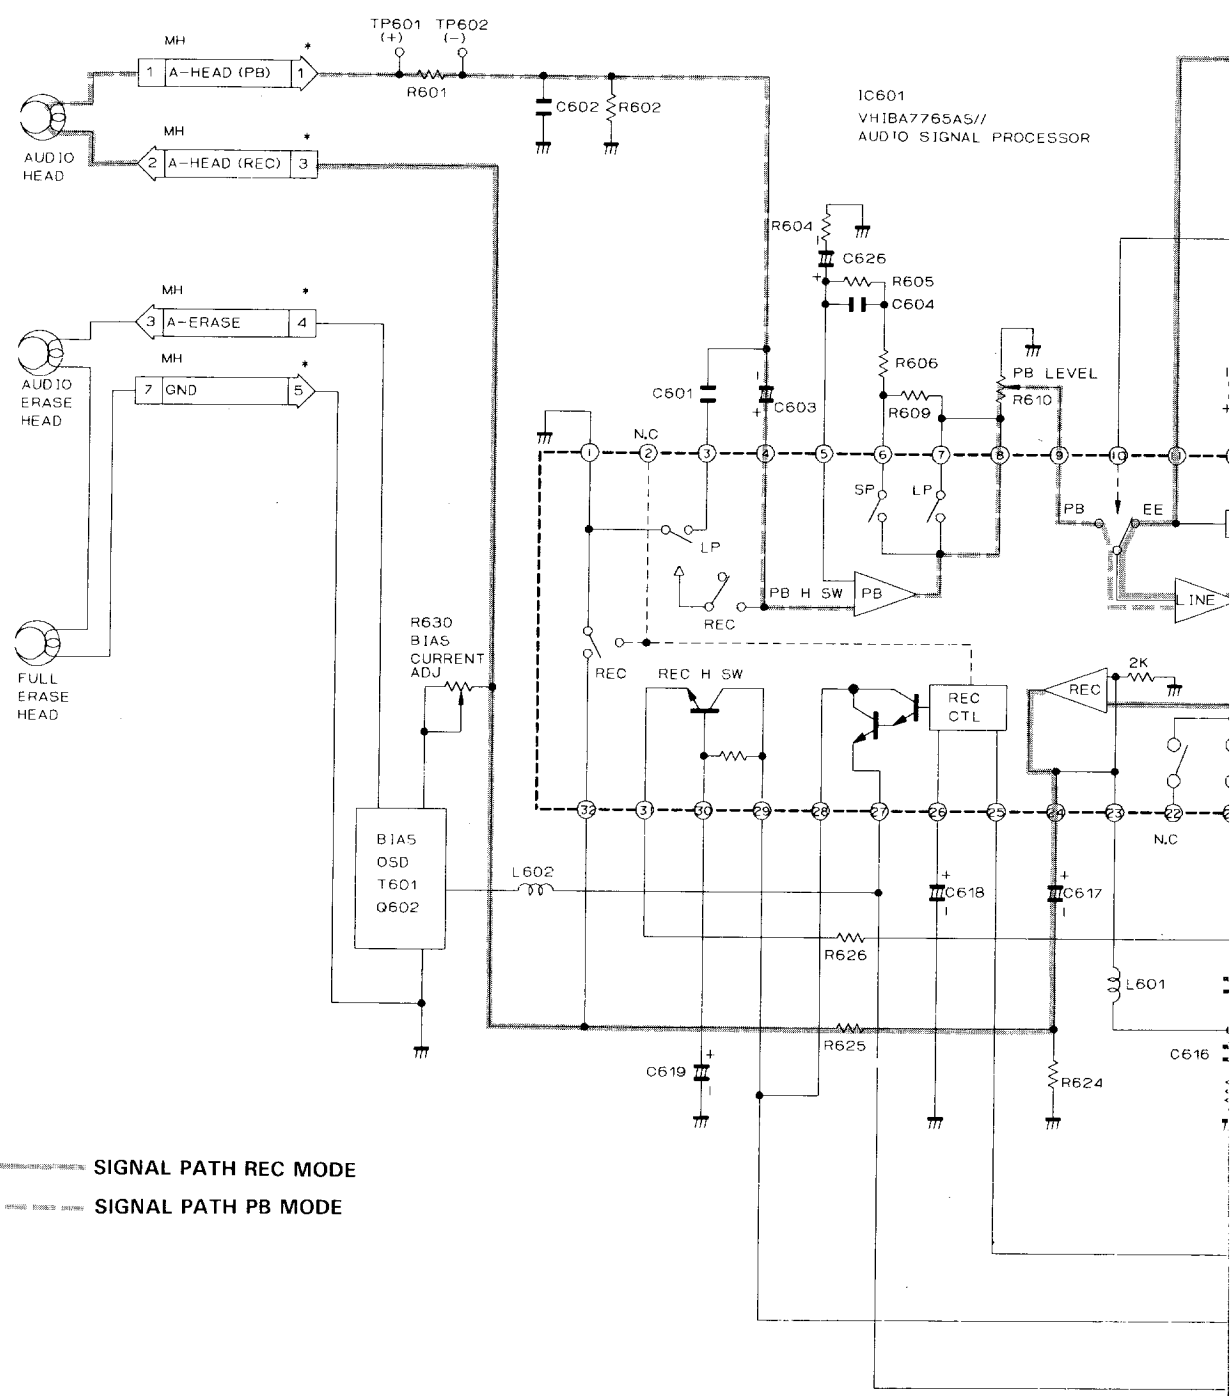 TP601 TP602
(+) (-)
MH
*
1 A-HEAD (PB) 1
R601
C602
R602
IC601
VHIBA7765AS//
AUDIO SIGNAL PROCESSOR
MH
*
AUDIO
HEAD
2 A-HEAD (REC) 3
R604
C626
+
R605
C604
MH
*
3 A-ERASE 4
MH
*
7 GND 5
AUDIO
ERASE
HEAD
R606
PB LEVEL
R610
C601
C603
+
R609
N.C
1 2 3 4 5 6 7 8 9 10 11
SP
LP
PB
EE
LP
PB H SW
PB
LINE
REC
R630
BIAS
CURRENT
ADJ
FULL
ERASE
HEAD
REC
REC H SW
REC
CTL
REC
2K
32 31 30 29 28 27 26 25 24 23 22
N.C
BIAS
OSD
T601
Q602
L602
+
C618
-
+
C617
-
R626
L601
R625
C616
C619
+
-
R624
SIGNAL PATH REC MODE
SIGNAL PATH PB MODE